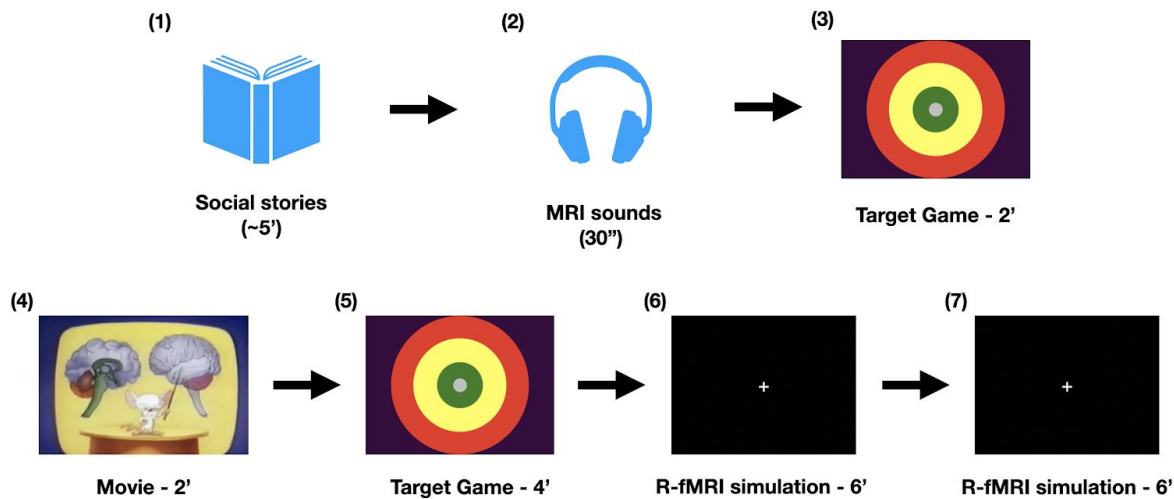 (1)
(2)
(3)
Social stories
(~5’)
MRI sounds
(30”)
Target Game - 2’
(4)
(5)
(6)
(7)
Movie - 2’
Target Game - 4’
R-fMRI simulation - 6’
R-fMRI simulation - 6’